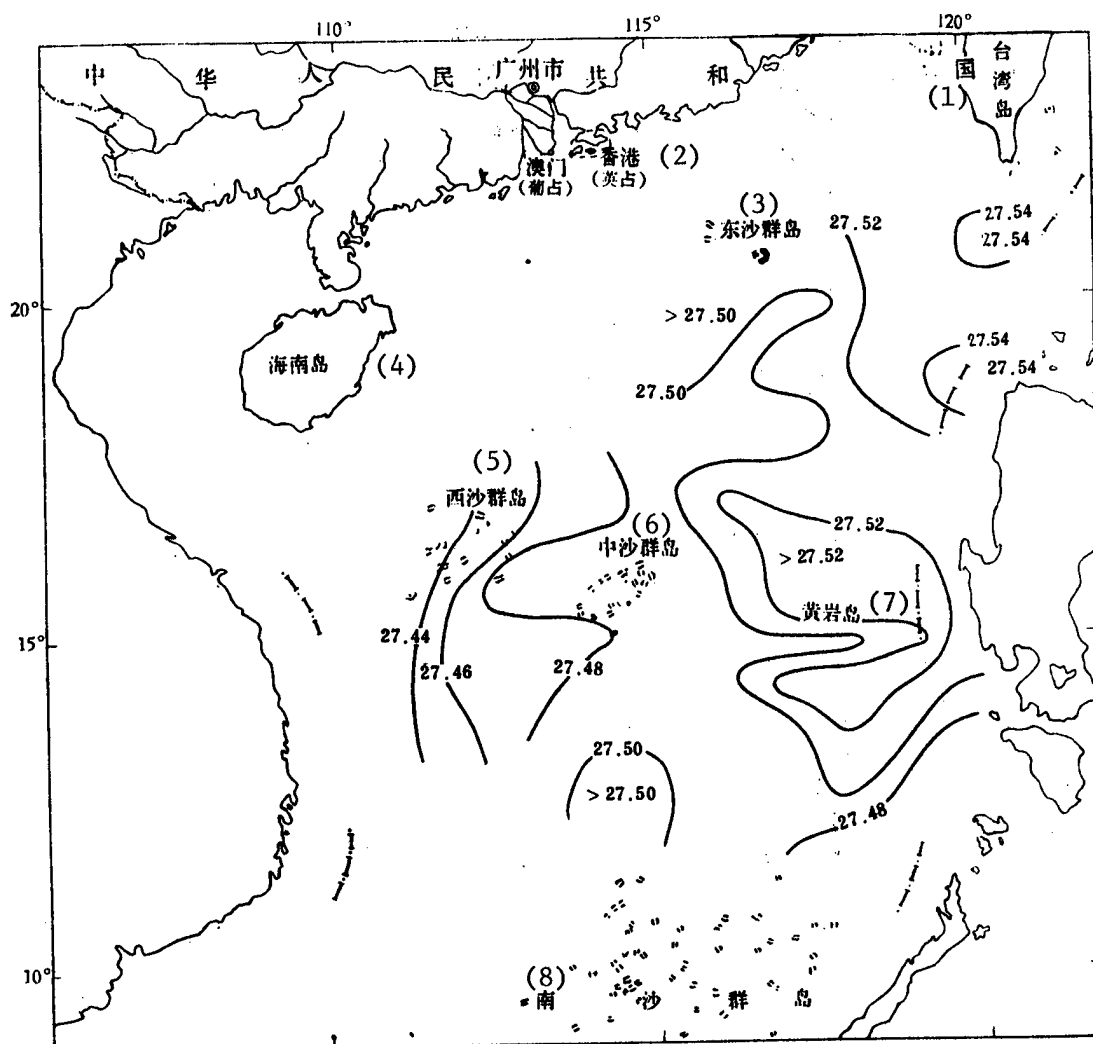 110°
115°
120°
中 华 人 民 共 和 国
广州市
台湾岛
(1)
澳门
(葡占)
香港
(英占)
(2)
(3)
东沙群岛
27.52
27.54
27.54
20°
> 27.50
海南岛
(4)
27.50
27.54
27.54
(5)
西沙群岛
(6)
中沙群岛
27.52
> 27.52
黄岩岛
(7)
15°
27.44
27.46
27.48
27.50
> 27.50
27.48
10°
(8)
南 沙 群 岛